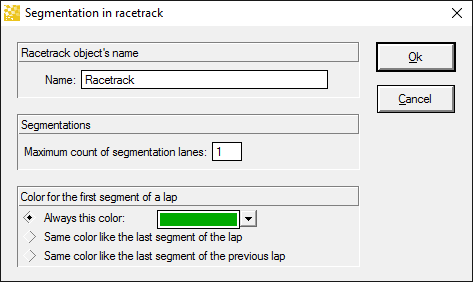 Segmentation in racetrack
Racetrack object's name
Name: Racetrack
Ok
Cancel
Segmentations
Maximum count of segmentation lanes: 1
Color for the first segment of a lap
Always this color:
Same color like the last segment of the lap
Same color like the last segment of the previous lap